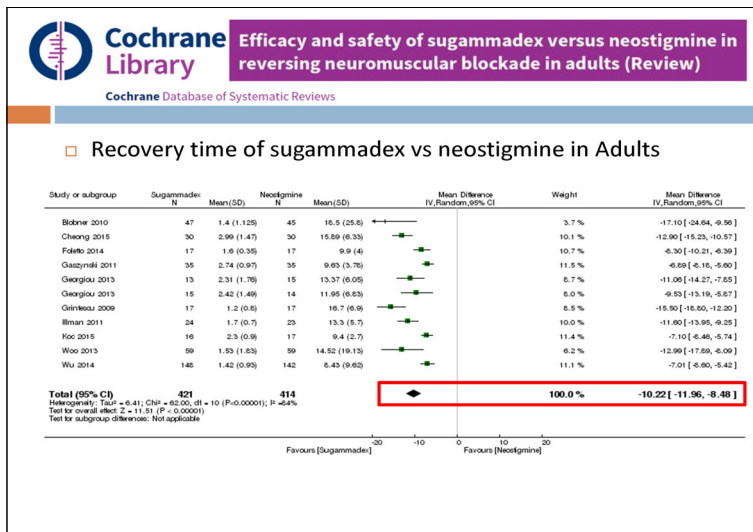 Cochrane
Library
Efficacy and safety of sugammadex versus neostigmine in
reversing neuromuscular blockade in adults (Review)
Cochrane Database of Systematic Reviews
Recovery time of sugammadex vs neostigmine in Adults
Study or subgroup Sugammadex Neostigmine Mean Difference Weight Mean Difference
N Mean(SD) N Mean(SD) IV,Random,95% CI IV,Random,95% CI
Blobner 2010 47 1.4 (1.125) 45 18.5 (25.8) 3.7 % -17.10 [ -24.64, -9.56 ]
Cheong 2015 30 2.99 (1.47) 30 15.89 (6.33) 10.1 % -12.90 [ -15.23, -10.57 ]
Foletto 2014 17 1.6 (0.35) 17 9.9 (4) 10.7 % -8.30 [ -10.21, -6.39 ]
Gaszynski 2011 35 2.74 (0.97) 35 9.63 (3.78) 11.5 % -6.89 [ -8.18, -5.60 ]
Georgiou 2013 13 2.31 (1.76) 15 13.37 (6.05) 8.7 % -11.06 [ -14.27, -7.85 ]
Georgiou 2013 15 2.42 (1.49) 14 11.95 (6.83) 8.0 % -9.53 [ -13.19, -5.87 ]
Grintescu 2009 17 1.2 (0.8) 17 16.7 (6.9) 6.0 % -15.50 [ -18.80, -12.20 ]
Illman 2011 24 1.7 (0.7) 23 13.3 (5.7) 10.0 % -11.60 [ -13.95, -9.25 ]
Koc 2015 16 2.3 (0.9) 17 9.4 (2.7) 11.4 % -7.10 [ -8.46, -5.74 ]
Woo 2013 59 1.53 (1.83) 59 14.52 (19.13) 6.2 % -12.99 [ -17.89, -8.09 ]
Wu 2014 148 1.42 (0.93) 142 8.43 (9.62) 11.1 % -7.01 [ -8.60, -5.42 ]
Total (95% CI) 421 414 100.0 % -10.22 [ -11.96, -8.48 ]
Heterogeneity: Tau² = 6.41; Chi² = 62.00, df = 10 (P<0.00001); I² =84%
Test for overall effect: Z = 11.51 (P < 0.00001)
Test for subgroup differences: Not applicable
-20 -10 0 10 20
Favours [Sugammadex] Favours [Neostigmine]